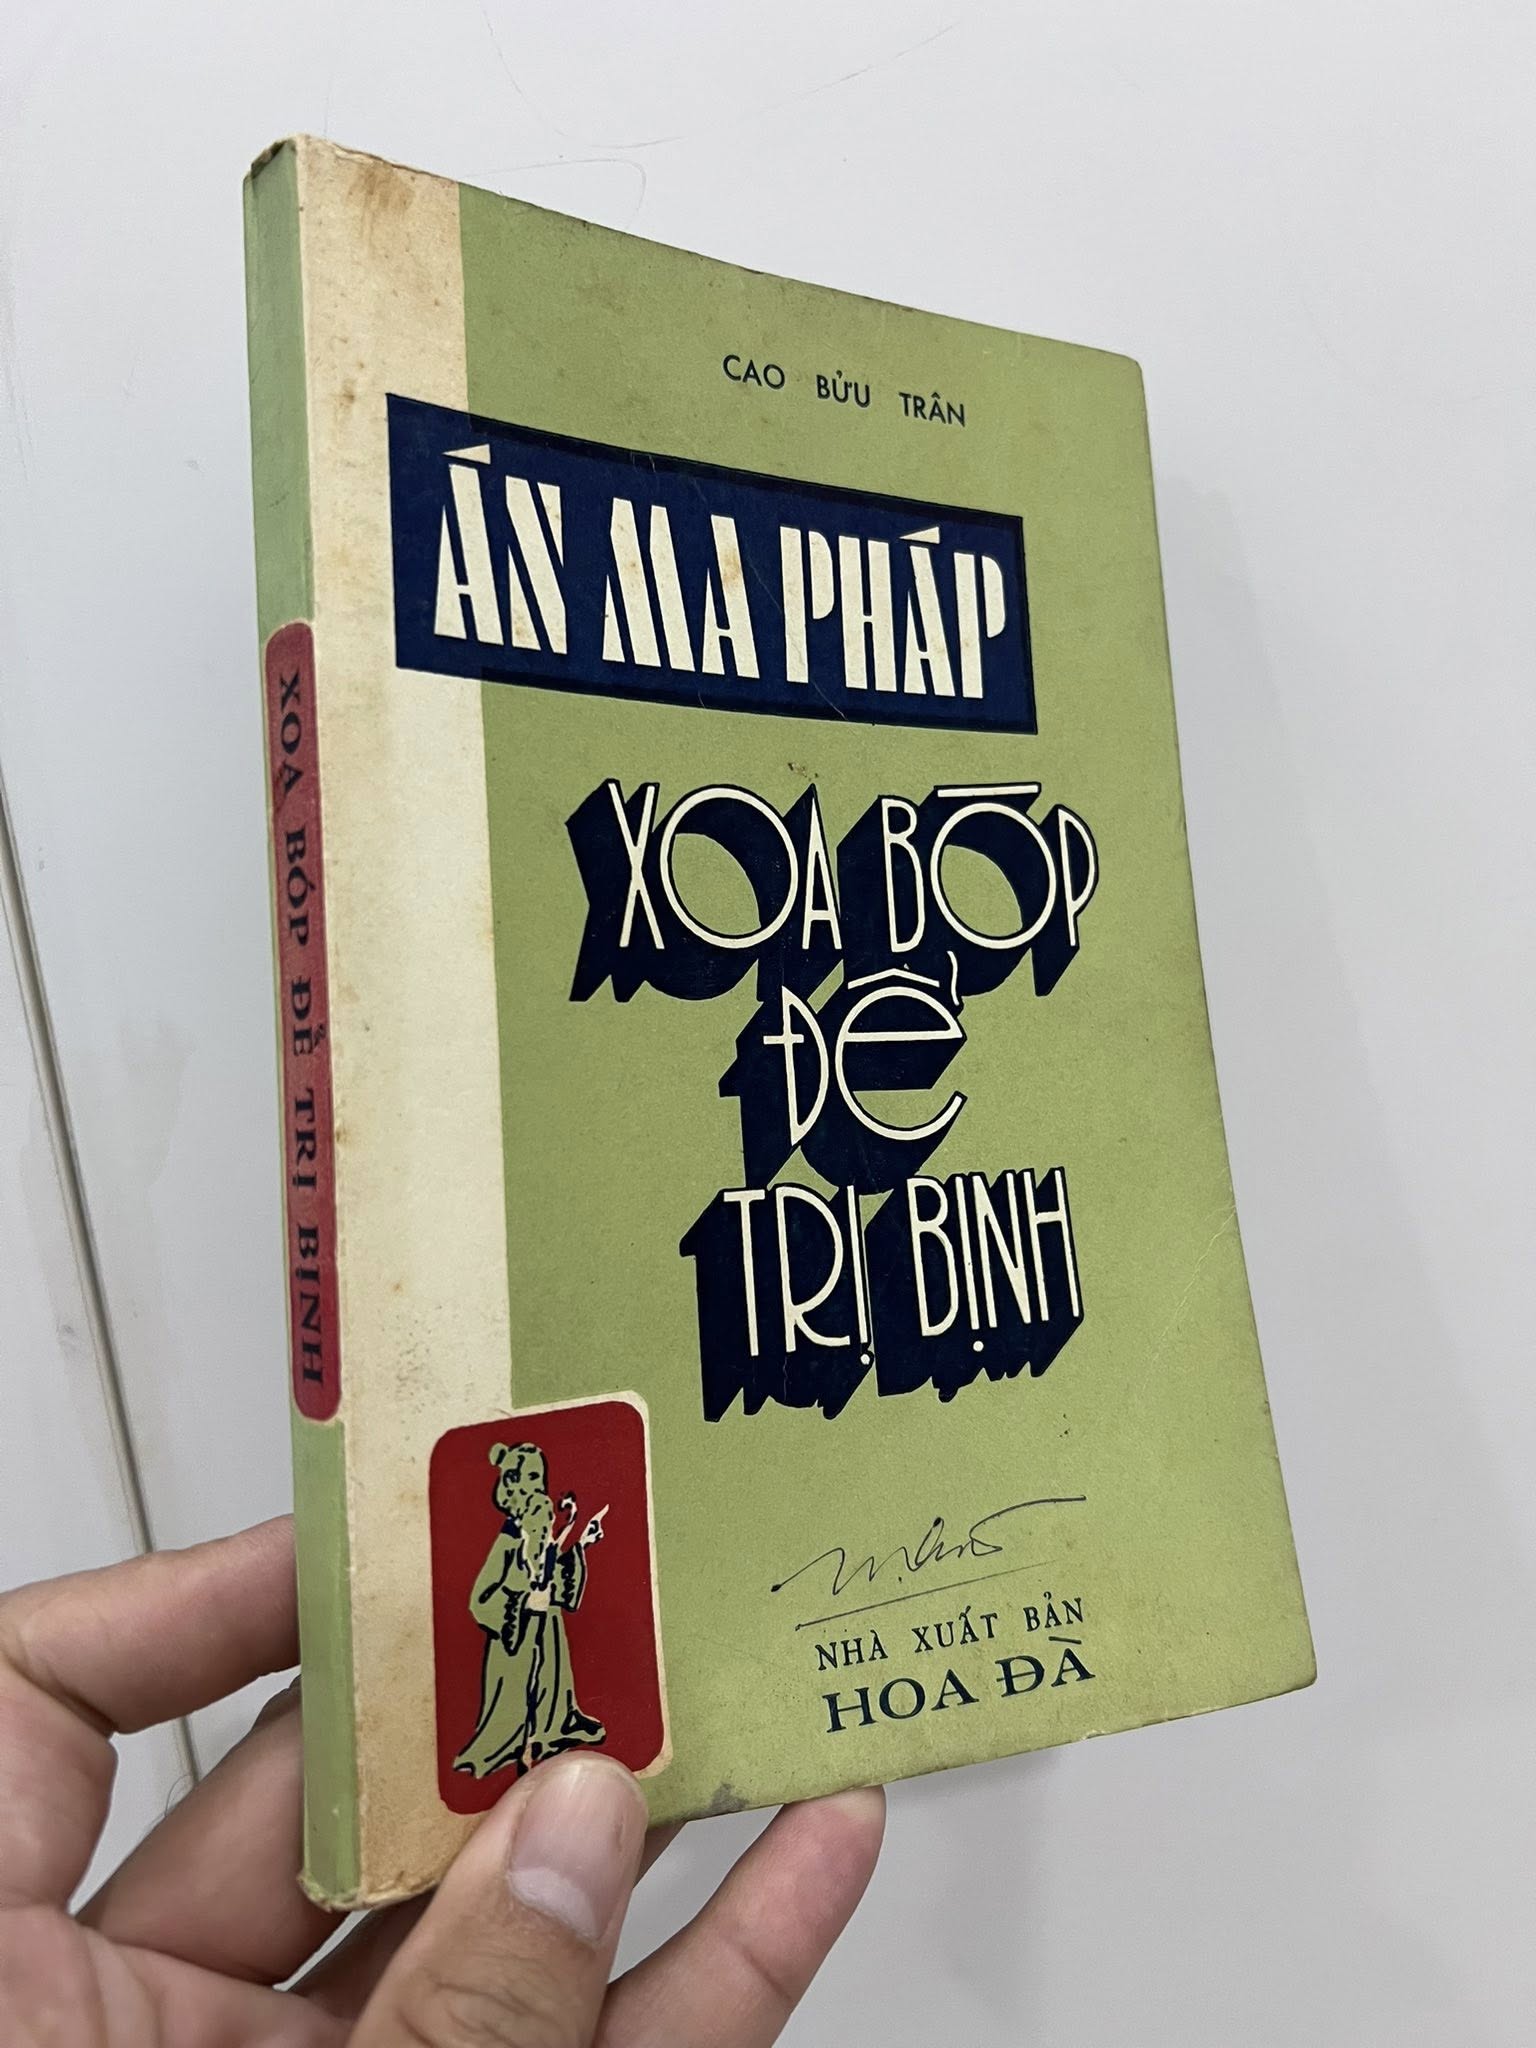 CAO BỬU TRÂN
ÁN MA PHÁP
XOA BÓP
ĐỂ
TRỊ BỊNH
NHÀ XUẤT BẢN
HOA ĐÀ
XOA BÓP ĐỂ TRỊ BỊNH